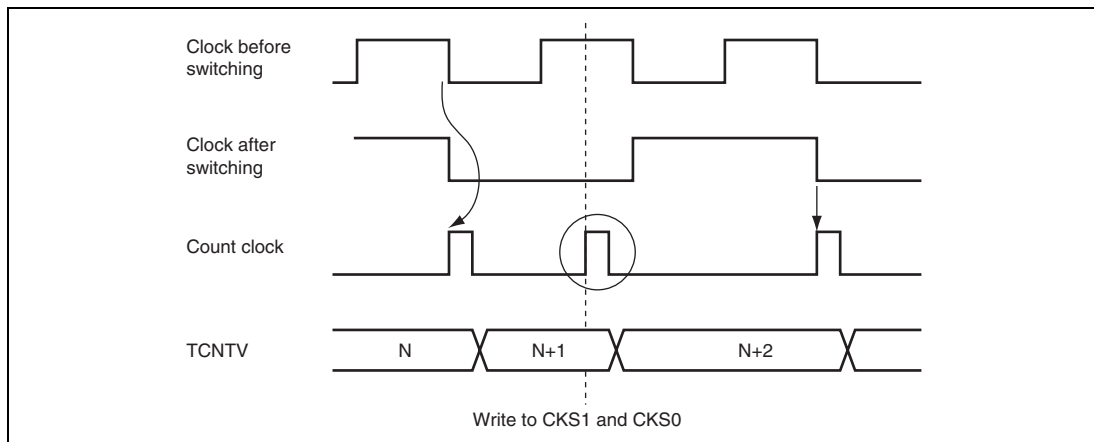 Clock before
switching
Clock after
switching
Count clock
TCNTV
N
N+1
N+2
Write to CKS1 and CKS0